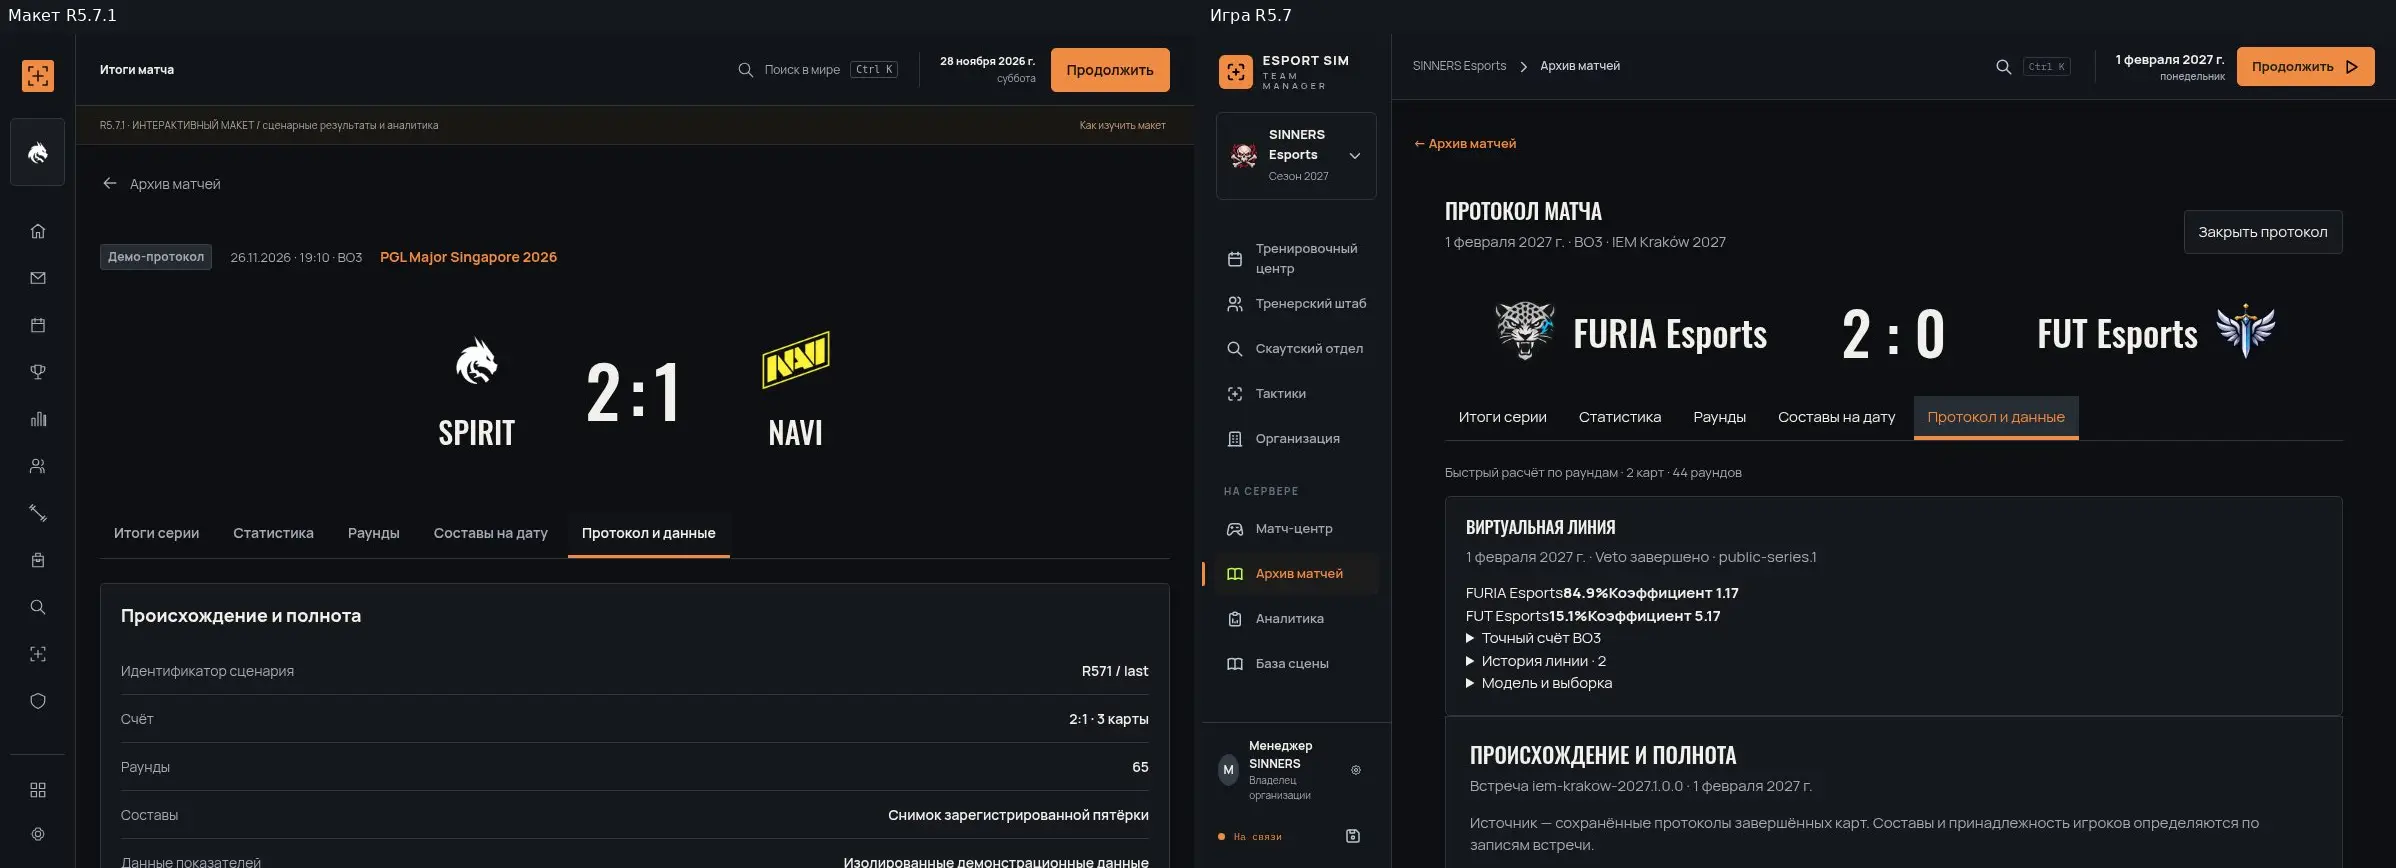 Макет R5.7.1
Итоги матча
Поиск в мире
Ctrl K
28 ноября 2026 г.
суббота
Продолжить
R5.7.1 · ИНТЕРАКТИВНЫЙ МАКЕТ / сценарные результаты и аналитика
Как изучить макет
← Архив матчей
Демо-протокол
26.11.2026 · 19:10 · BO3
PGL Major Singapore 2026
SPIRIT
2:1
NAVI
NAVI
Итоги серии
Статистика
Раунды
Составы на дату
Протокол и данные
Происхождение и полнота
Идентификатор сценария
R571 / last
Счёт
2:1 · 3 карты
Раунды
65
Составы
Снимок зарегистрированной пятёрки
Данные показателей
Изолированные демонстрационные данные
Игра R5.7
ESPORT SIM
TEAM
MANAGER
SINNERS
Esports
Сезон 2027
Тренировочный
центр
Тренерский штаб
Скаутский отдел
Тактики
Организация
НА СЕРВЕРЕ
Матч-центр
Архив матчей
Аналитика
База сцены
M
Менеджер
SINNERS
Владелец
организации
На связи
SINNERS Esports > Архив матчей
Ctrl K
1 февраля 2027 г.
понедельник
Продолжить
← Архив матчей
ПРОТОКОЛ МАТЧА
1 февраля 2027 г. · BO3 · IEM Kraków 2027
Закрыть протокол
FURIA Esports
2 : 0
FUT Esports
Итоги серии
Статистика
Раунды
Составы на дату
Протокол и данные
Быстрый расчёт по раундам · 2 карт · 44 раундов
ВИРТУАЛЬНАЯ ЛИНИЯ
1 февраля 2027 г. · Veto завершено · public-series.1
FURIA Esports84.9%Коэффициент 1.17
FUT Esports15.1%Коэффициент 5.17
▶ Точный счёт BO3
▶ История линии · 2
▶ Модель и выборка
ПРОИСХОЖДЕНИЕ И ПОЛНОТА
Встреча iem-krakow-2027.1.0.0 · 1 февраля 2027 г.
Источник — сохранённые протоколы завершённых карт. Составы и принадлежность игроков определяются по
записям встречи.